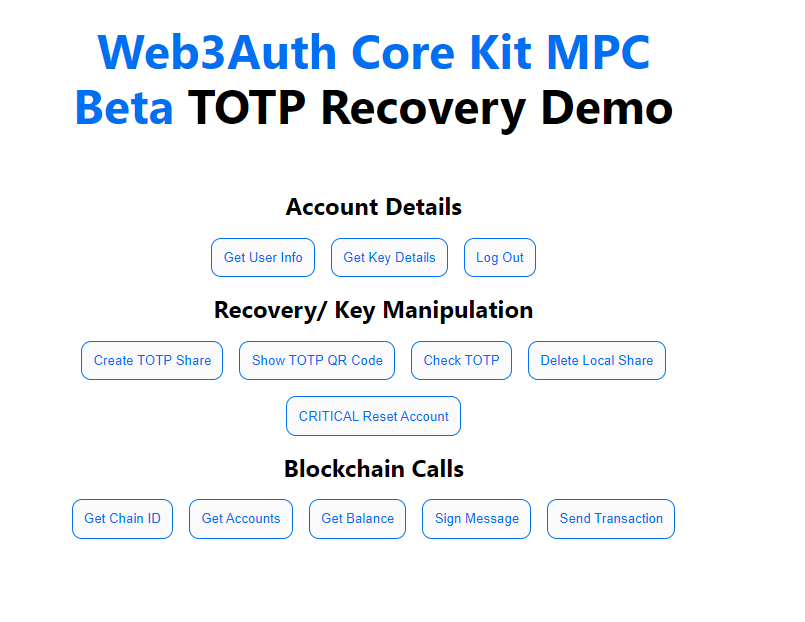 Web3Auth Core Kit MPC
Beta TOTP Recovery Demo
Account Details
Get User Info Get Key Details Log Out
Recovery/ Key Manipulation
Create TOTP Share Show TOTP QR Code Check TOTP Delete Local Share
CRITICAL Reset Account
Blockchain Calls
Get Chain ID Get Accounts Get Balance Sign Message Send Transaction